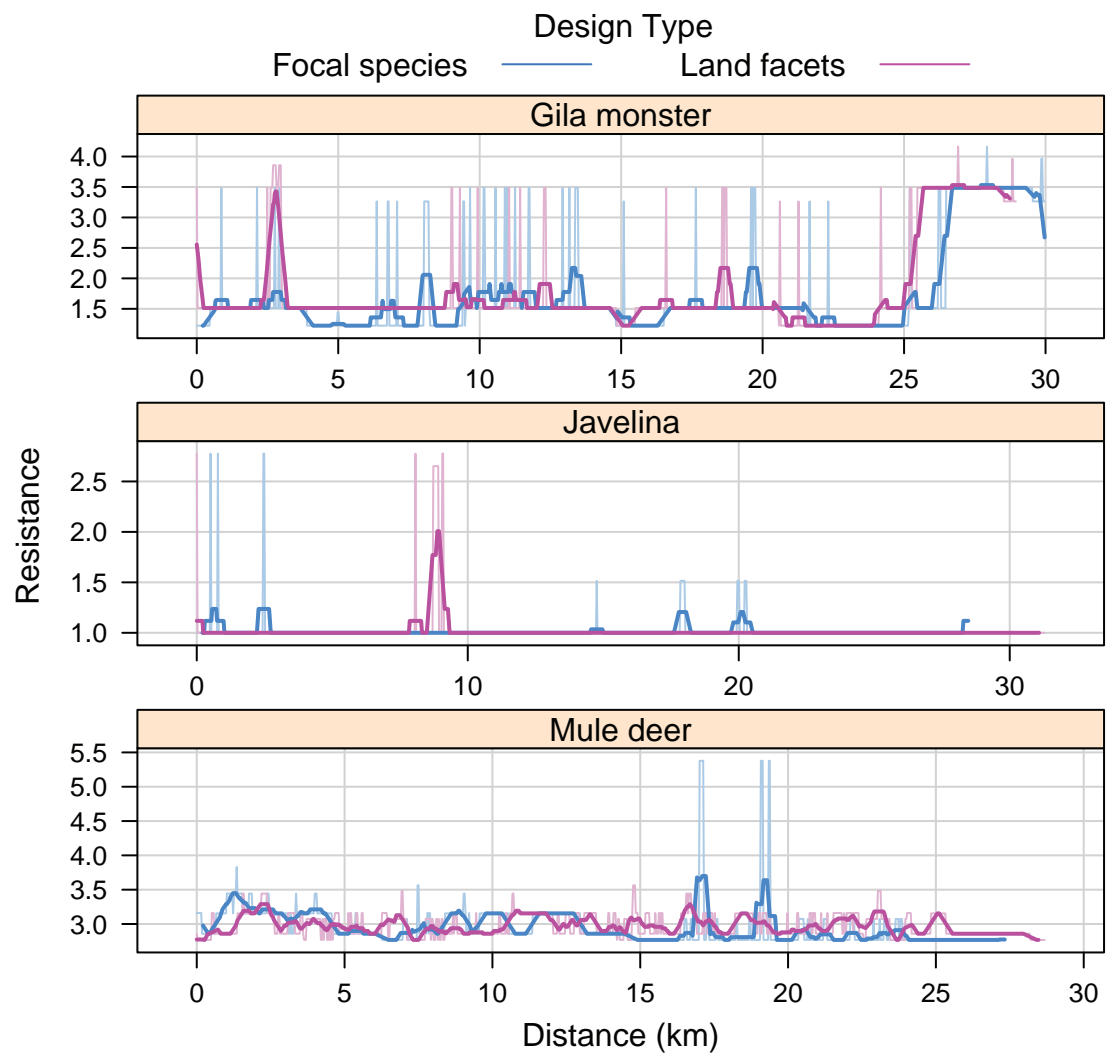 Design Type
Focal species Land facets
Gila monster
4.0
3.5
3.0
2.5
2.0
1.5
0 5 10 15 20 25 30
Javelina
Resistance
2.5
2.0
1.5
1.0
0 10 20 30
Mule deer
5.5
5.0
4.5
4.0
3.5
3.0
0 5 10 15 20 25 30
Distance (km)